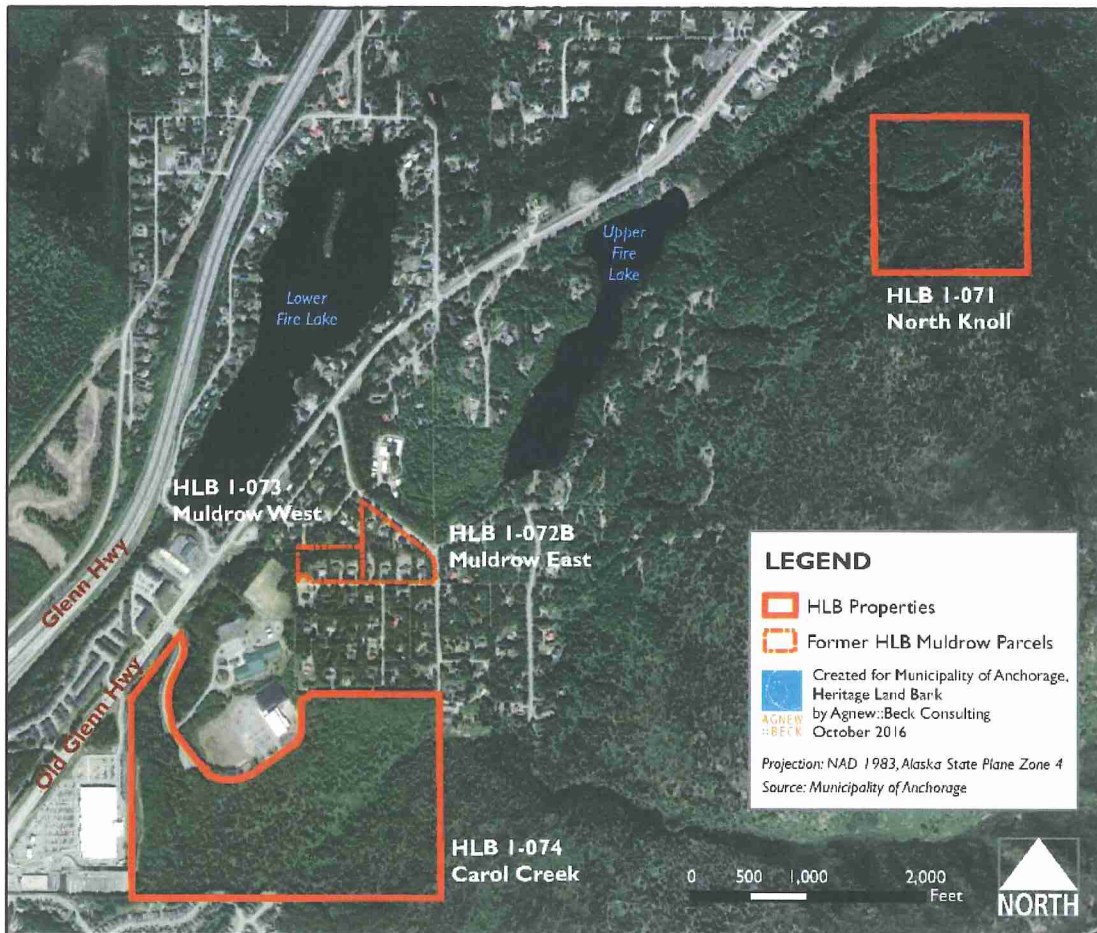 Upper
Fire
Lake
Lower
Fire Lake
HLB 1-071
North Knoll
HLB 1-073
Muldrow West
HLB 1-072B
Muldrow East
Glenn Hwy
Old Glenn Hwy
HLB 1-074
Carol Creek
LEGEND
HLB Properties
Former HLB Muldrow Parcels
AGNEW
::BECK
Created for Municipality of Anchorage,
Heritage Land Bank
by Agnew::Beck Consulting
October 2016
Projection: NAD 1983, Alaska State Plane Zone 4
Source: Municipality of Anchorage
0 500 1,000 2,000
Feet
NORTH